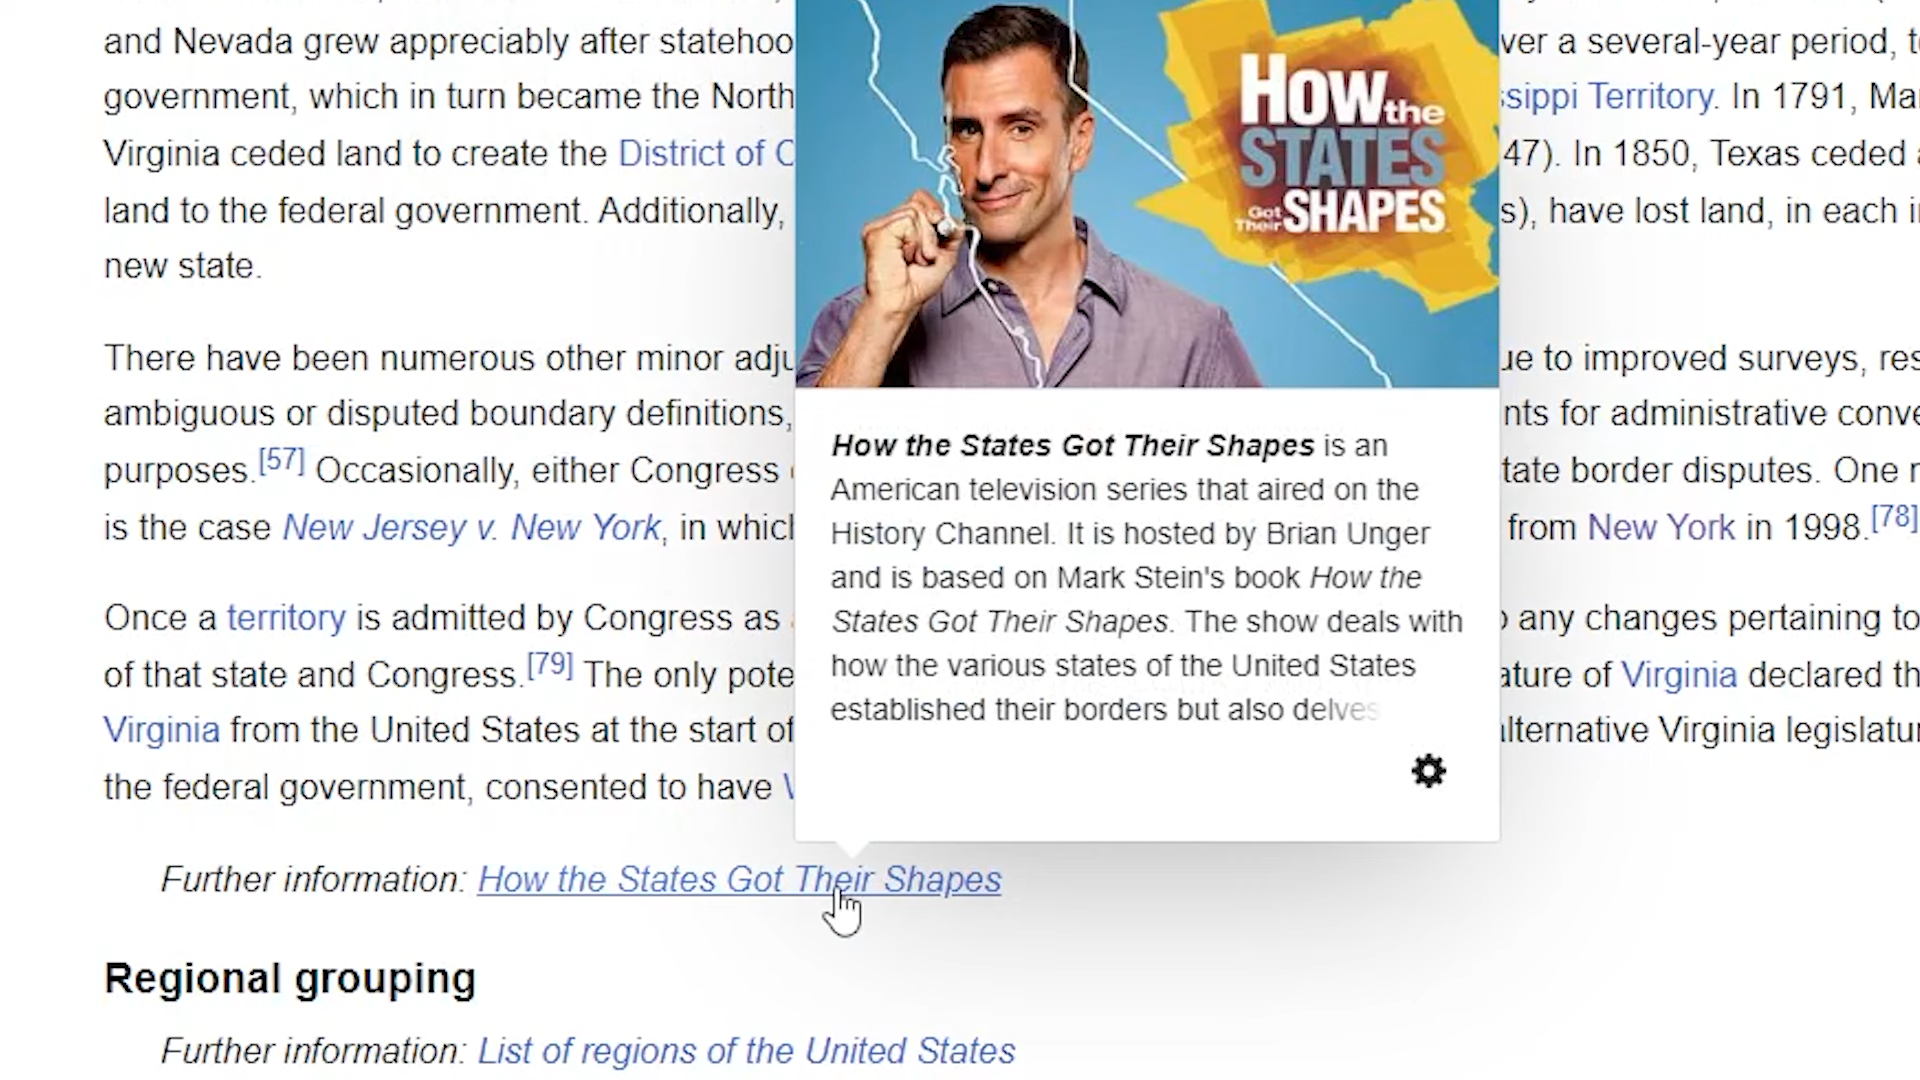 and Nevada grew appreciably after statehoo
ver a several-year period, t
government, which in turn became the North
ssippi Territory. In 1791, Ma
Virginia ceded land to create the District of C
47). In 1850, Texas ceded
land to the federal government. Additionally,
s), have lost land, in each i
new state.
There have been numerous other minor adju
ue to improved surveys, res
ambiguous or disputed boundary definitions,
nts for administrative conve
purposes.[57] Occasionally, either Congress
tate border disputes. One
is the case New Jersey v. New York, in which
from New York in 1998.[78]
Once a territory is admitted by Congress as
any changes pertaining to
of that state and Congress.[79] The only pote
ature of Virginia declared th
Virginia from the United States at the start of
lternative Virginia legislatu
the federal government, consented to have
HOW the
STATES
Got Their SHAPES
How the States Got Their Shapes is an
American television series that aired on the
History Channel. It is hosted by Brian Unger
and is based on Mark Stein's book How the
States Got Their Shapes. The show deals with
how the various states of the United States
established their borders but also delves
Further information: How the States Got Their Shapes
Regional grouping
Further information: List of regions of the United States